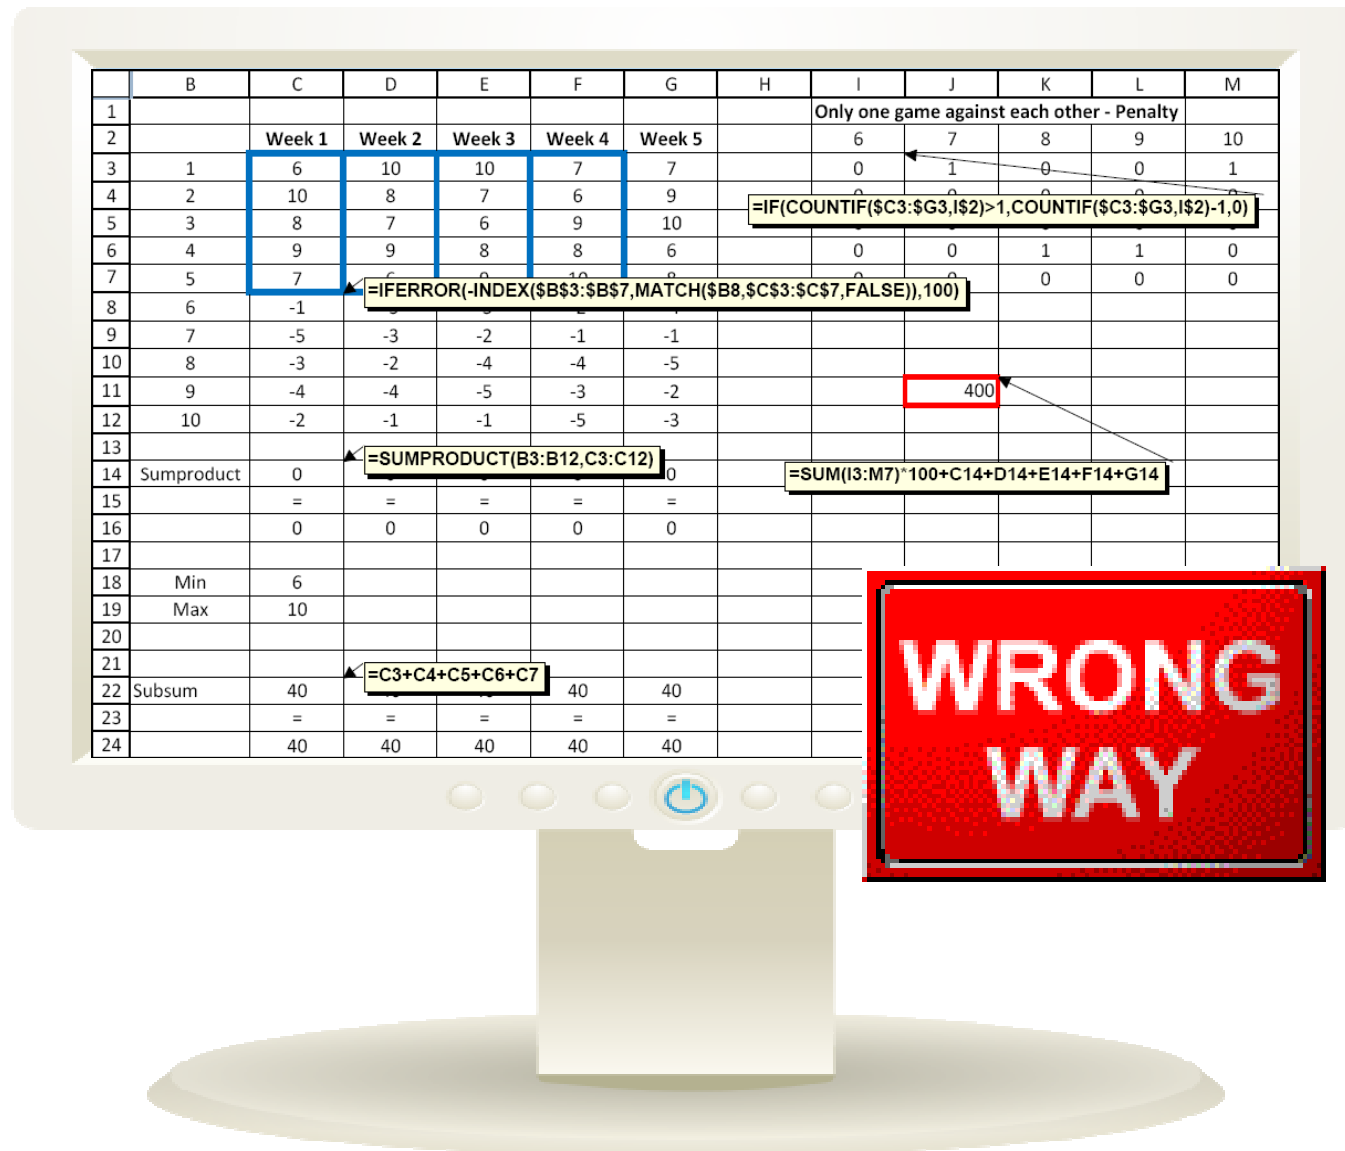 B C D E F G H I J K L M
1 Only one game against each other - Penalty
2 Week 1 Week 2 Week 3 Week 4 Week 5 6 7 8 9 10
3 1 6 10 10 7 7 0 1 0 0 1
4 2 10 8 7 6 9
=IF(COUNTIF($C3:$G3,I$2)>1,COUNTIF($C3:$G3,I$2)-1,0)
5 3 8 7 6 9 10
6 4 9 9 8 8 6 0 0 1 1 0
7 5 7 0 0 0
=IFERROR(-INDEX($B$3:$B$7,MATCH($B8,$C$3:$C$7,FALSE)),100)
8 6 -1
9 7 -5 -3 -2 -1 -1
10 8 -3 -2 -4 -4 -5
11 9 -4 -4 -5 -3 -2 400
12 10 -2 -1 -1 -5 -3
13
=SUMPRODUCT(B3:B12,C3:C12)
14 Sumproduct 0 0
=SUM(I3:M7)*100+C14+D14+E14+F14+G14
15 = = = = =
16 0 0 0 0 0
17
18 Min 6
19 Max 10
20
21
=C3+C4+C5+C6+C7
22 Subsum 40 40 40
23 = = = = =
24 40 40 40 40 40
WRONG
WAY